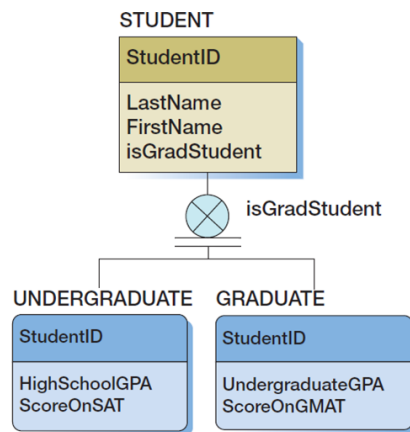 STUDENT
StudentID
LastName
FirstName
isGradStudent
isGradStudent
UNDERGRADUATE
StudentID
HighSchoolGPA
ScoreOnSAT
GRADUATE
StudentID
UndergraduateGPA
ScoreOnGMAT